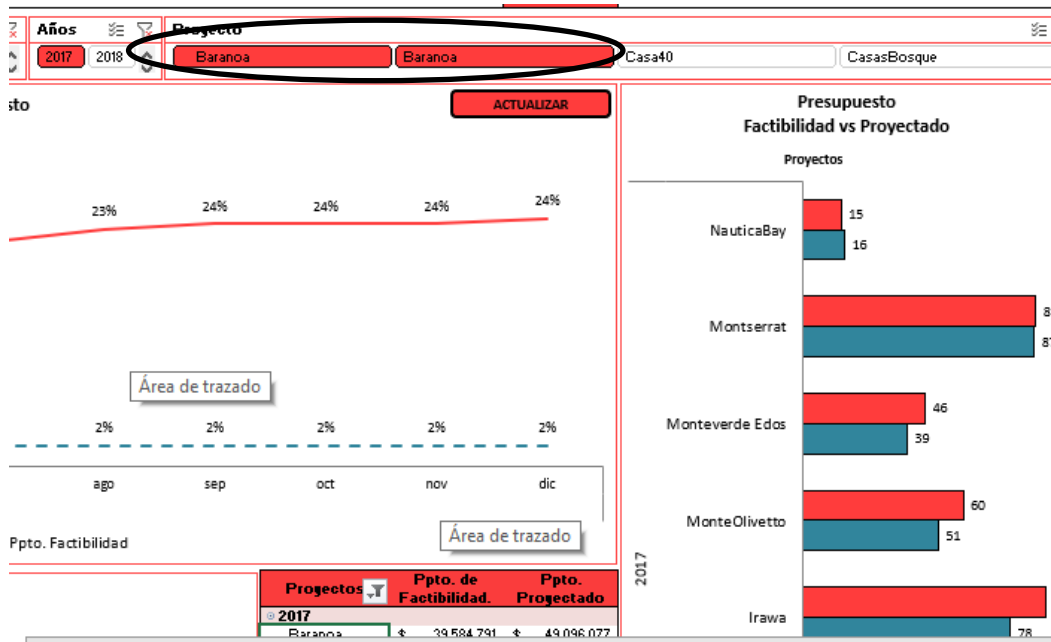 Años
Proyecto
2017
2018
Baranoa
Baranoa
Casa40
CasasBosque
sto
ACTUALIZAR
23%
24%
24%
24%
24%
Área de trazado
2%
2%
2%
2%
2%
ago
sep
oct
nov
dic
Área de trazado
Ppto. Factibilidad
Presupuesto
Factibilidad vs Proyectado
Proyectos
NauticaBay
15
16
Montserrat
8
87
Monteverde Edos
46
39
MonteOlivetto
60
51
2017
Irawa
78
Proyectos
Ppto. de
Factibilidad.
Ppto.
Proyectado
2017
Baranoa
$ 39.584.791
$ 49.096.077